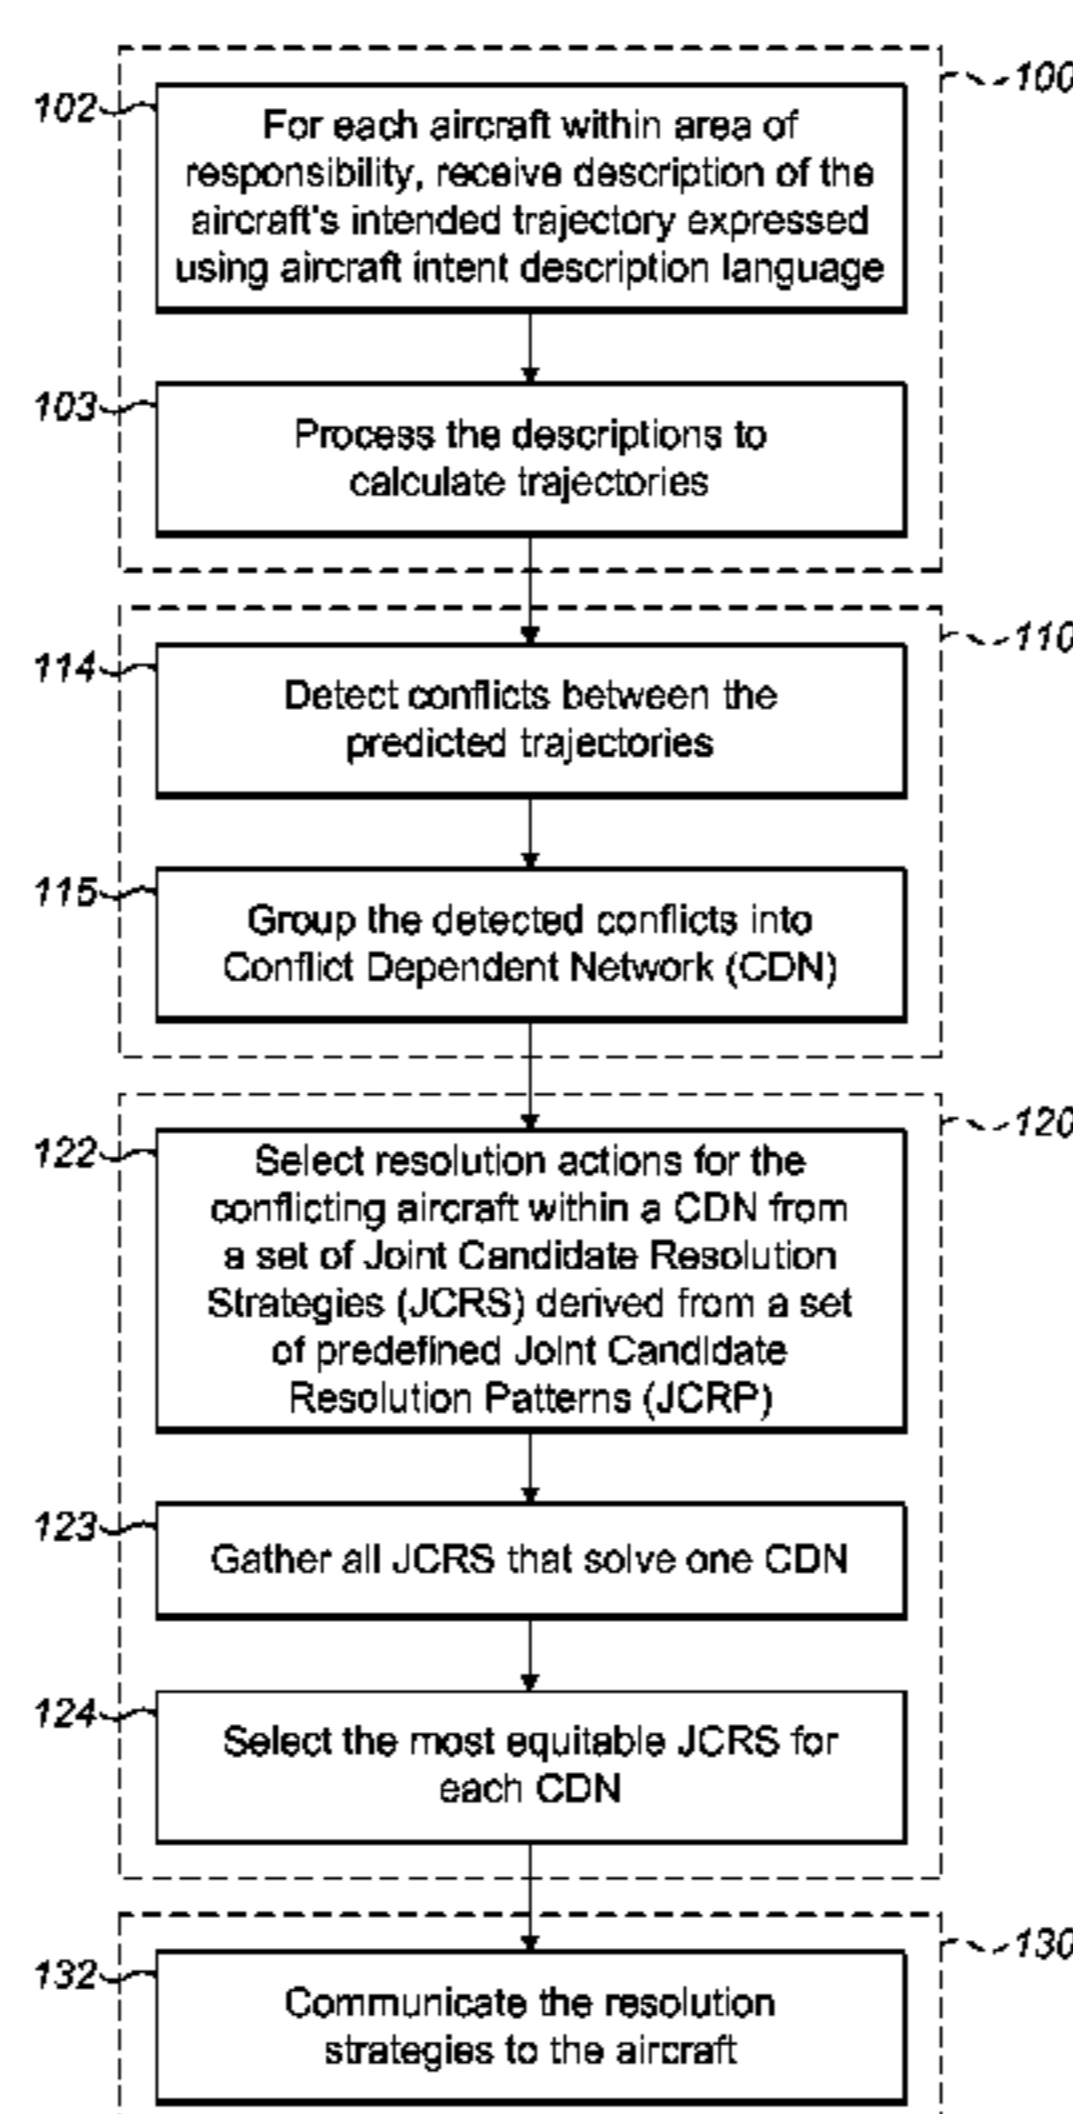 100
102
For each aircraft within area of
responsibility, receive description of the
aircraft's intended trajectory expressed
using aircraft intent description language
103
Process the descriptions to
calculate trajectories
110
114
Detect conflicts between the
predicted trajectories
115
Group the detected conflicts into
Conflict Dependent Network (CDN)
120
122
Select resolution actions for the
conflicting aircraft within a CDN from
a set of Joint Candidate Resolution
Strategies (JCRS) derived from a set
of predefined Joint Candidate
Resolution Patterns (JCRP)
123
Gather all JCRS that solve one CDN
124
Select the most equitable JCRS for
each CDN
130
132
Communicate the resolution
strategies to the aircraft